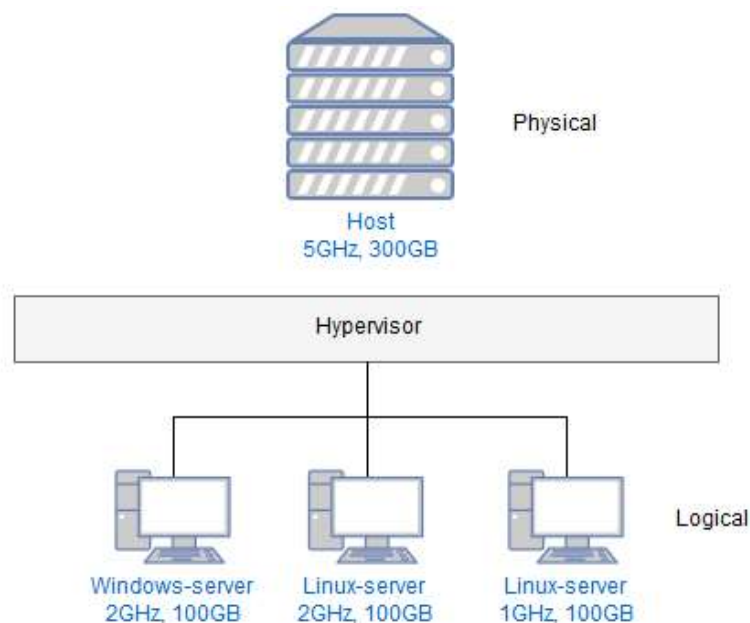 Physical
Host
5GHz, 300GB
Hypervisor
Logical
Windows-server
2GHz, 100GB
Linux-server
2GHz, 100GB
Linux-server
1GHz, 100GB